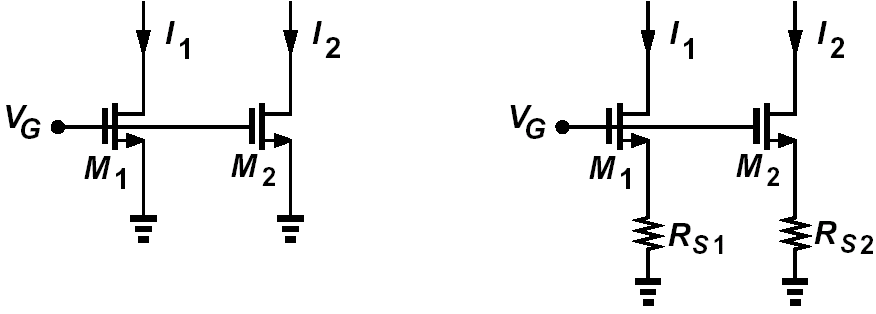 I1 I2 I1 I2
VG VG
M1 M2 M1 M2
RS1 RS2